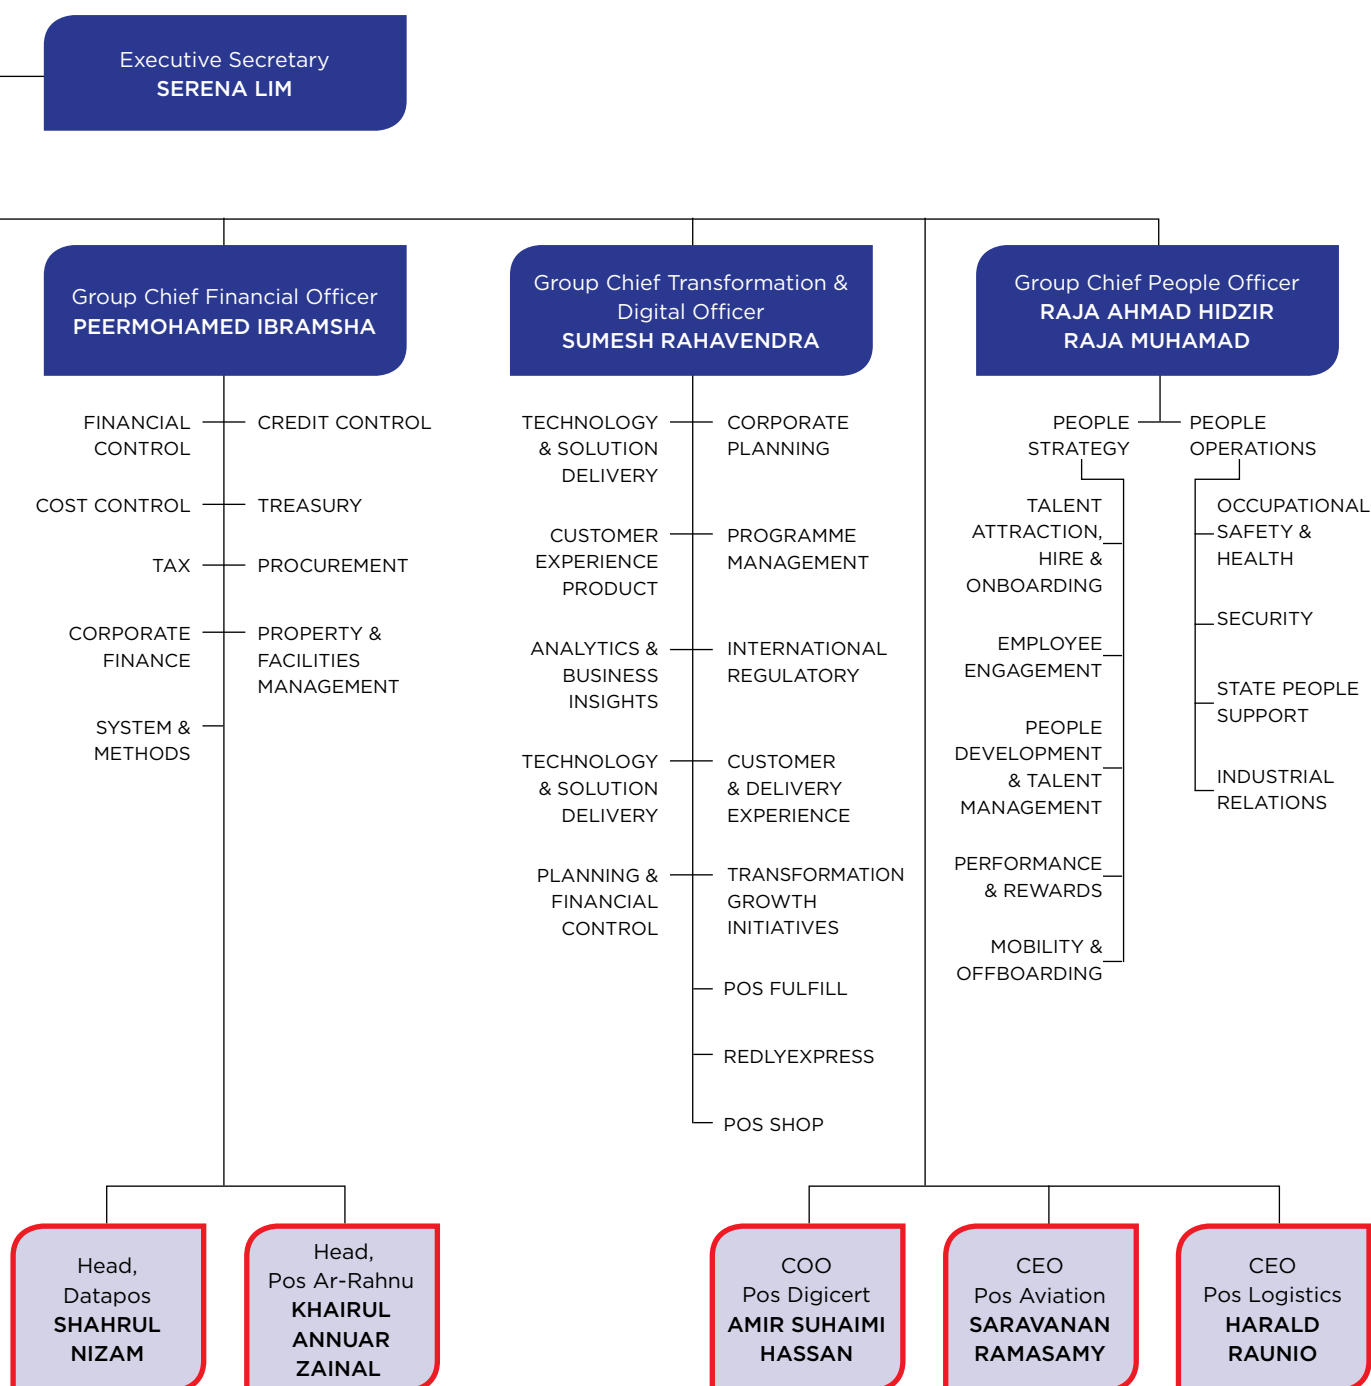 Executive Secretary
SERENA LIM
Group Chief Financial Officer
PEERMOHAMED IBRAMSHA
Group Chief Transformation &
Digital Officer
SUMESH RAHAVENDRA
Group Chief People Officer
RAJA AHMAD HIDZIR
RAJA MUHAMAD
FINANCIAL
CONTROL
CREDIT CONTROL
COST CONTROL
TREASURY
TAX
PROCUREMENT
CORPORATE
FINANCE
PROPERTY &
FACILITIES
MANAGEMENT
SYSTEM &
METHODS
TECHNOLOGY
& SOLUTION
DELIVERY
CORPORATE
PLANNING
CUSTOMER
EXPERIENCE
PRODUCT
PROGRAMME
MANAGEMENT
ANALYTICS &
BUSINESS
INSIGHTS
INTERNATIONAL
REGULATORY
TECHNOLOGY
& SOLUTION
DELIVERY
CUSTOMER
& DELIVERY
EXPERIENCE
PLANNING &
FINANCIAL
CONTROL
TRANSFORMATION
GROWTH
INITIATIVES
POS FULFILL
REDLYEXPRESS
POS SHOP
PEOPLE
STRATEGY
PEOPLE
OPERATIONS
TALENT
ATTRACTION,
HIRE &
ONBOARDING
EMPLOYEE
ENGAGEMENT
PEOPLE
DEVELOPMENT
& TALENT
MANAGEMENT
PERFORMANCE
& REWARDS
MOBILITY &
OFFBOARDING
OCCUPATIONAL
SAFETY &
HEALTH
SECURITY
STATE PEOPLE
SUPPORT
INDUSTRIAL
RELATIONS
Head,
Datapos
SHAHRUL
NIZAM
Head,
Pos Ar-Rahnu
KHAIRUL
ANNUAR
ZAINAL
COO
Pos Digicert
AMIR SUHAIMI
HASSAN
CEO
Pos Aviation
SARAVANAN
RAMASAMY
CEO
Pos Logistics
HARALD
RAUNIO